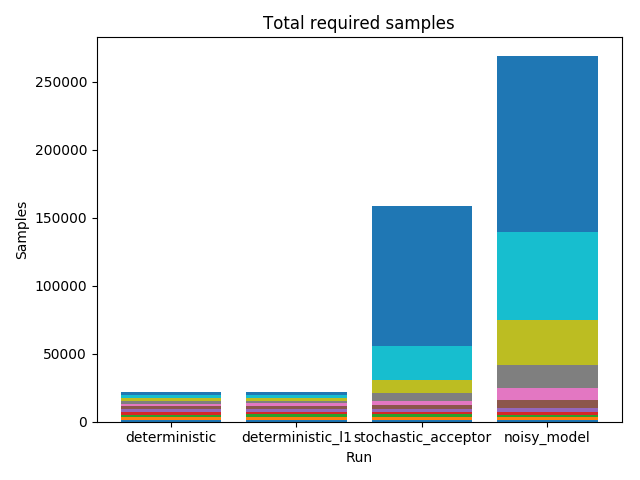 Total required samples
Samples
250000
200000
150000
100000
50000
0
deterministic
deterministic_l1
stochastic_acceptor
noisy_model
Run